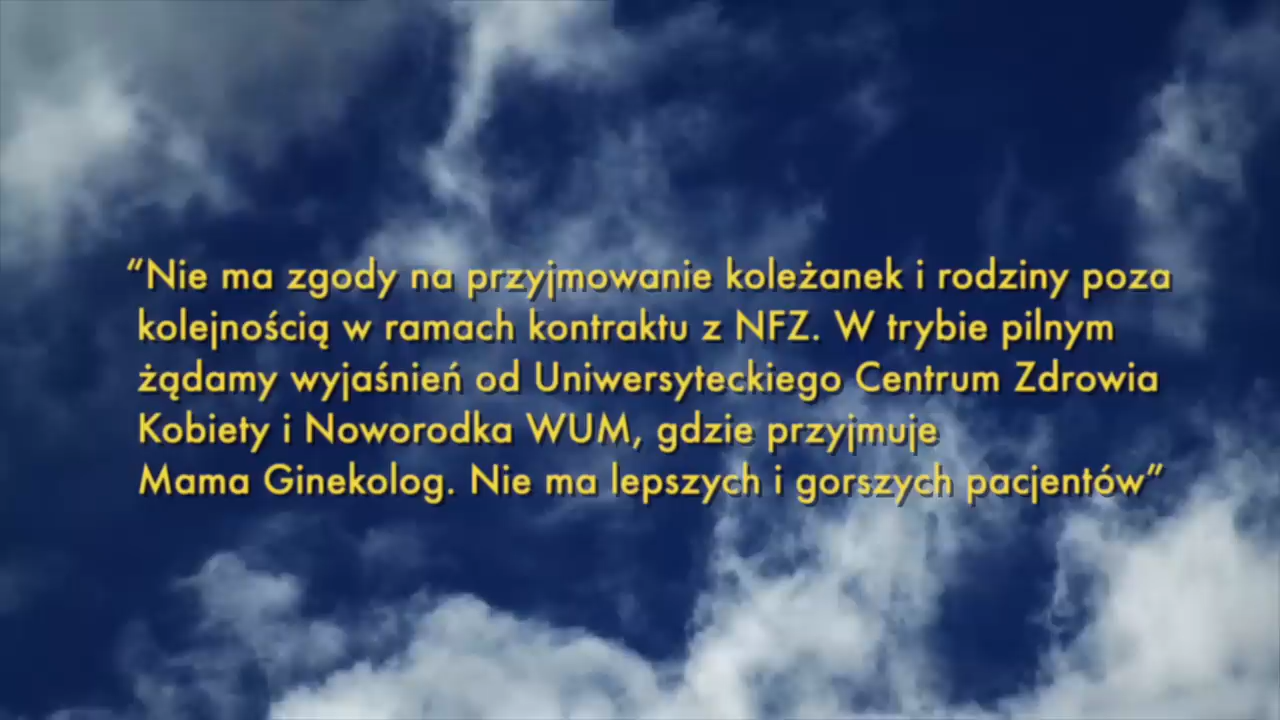 “Nie ma zgody na przyjmowanie koleżanek i rodziny poza
kolejnością w ramach kontraktu z NFZ. W trybie pilnym
żądamy wyjaśnień od Uniwersyteckiego Centrum Zdrowia
Kobiety i Noworodka WUM, gdzie przyjmuje
Mama Ginekolog. Nie ma lepszych i gorszych pacjentów”